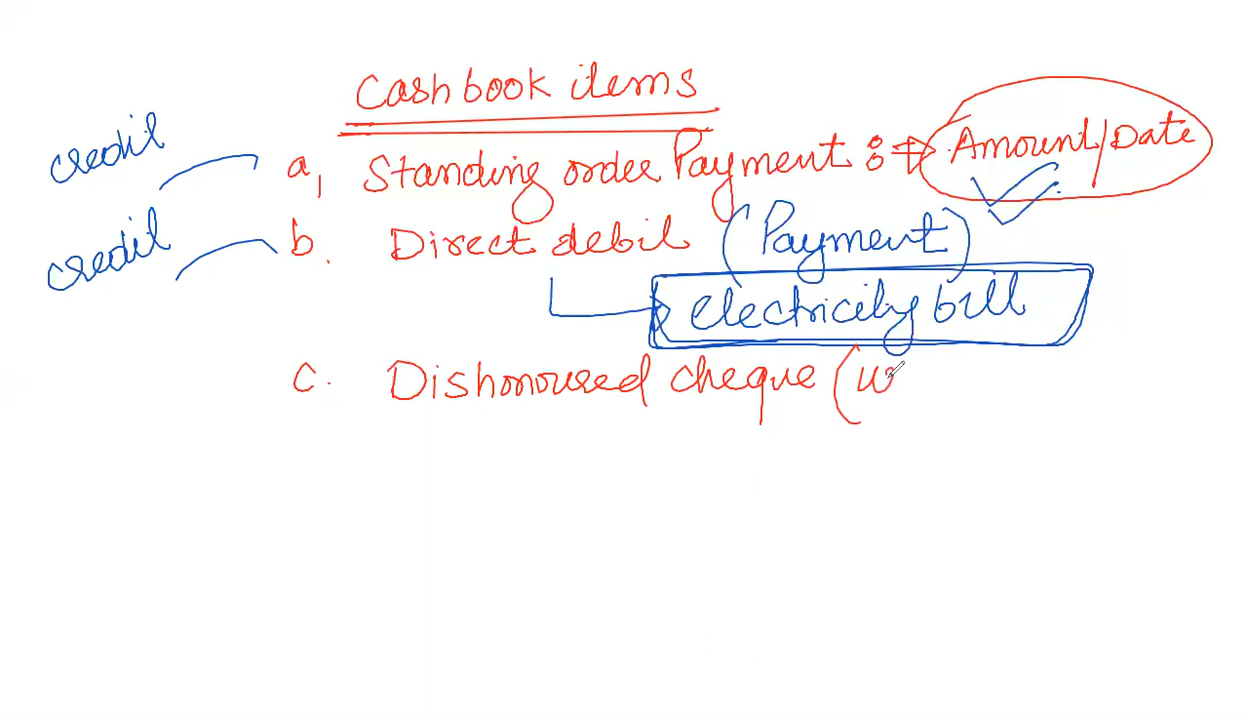 Cash book items
credit a, Standing order Payment : → Amount/Date
credit b. Direct debit (Payment)
electricity bill
c. Dishonoured cheque (w